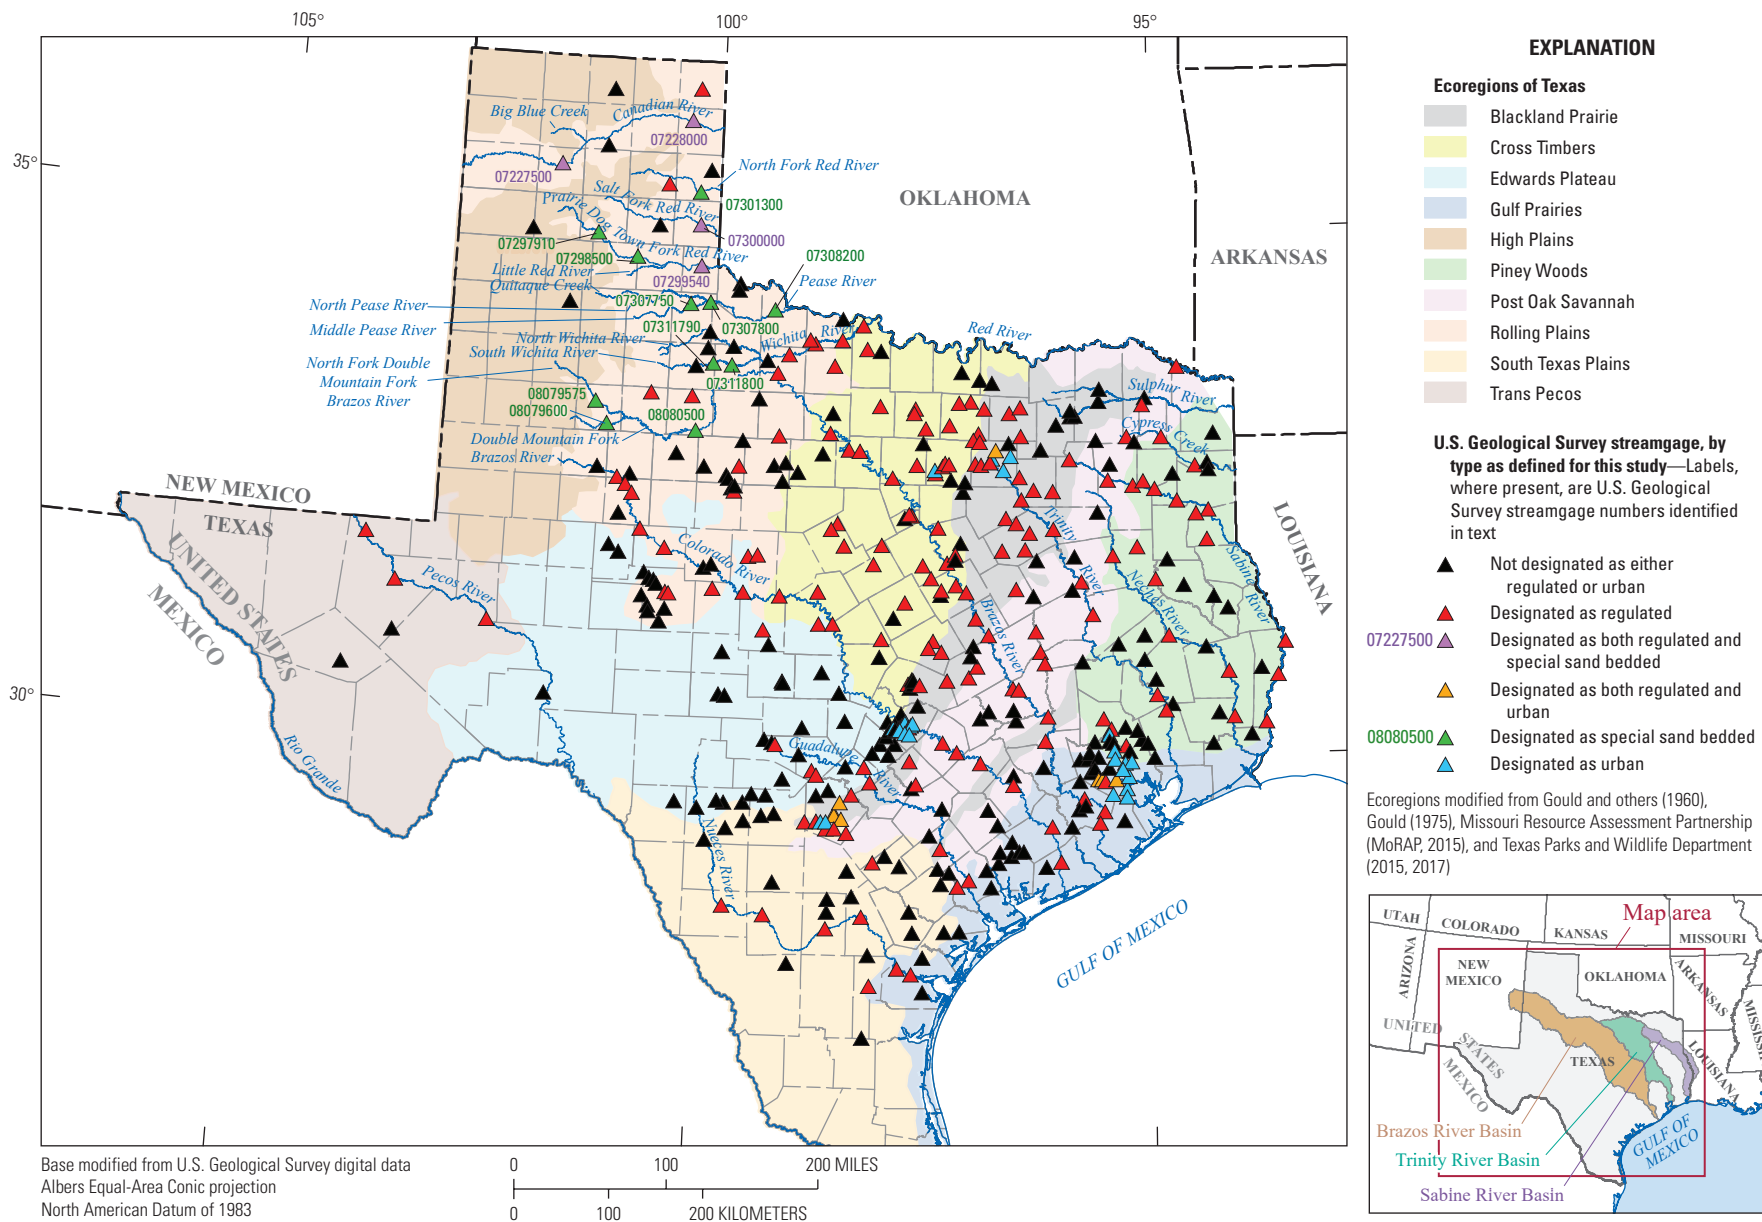 105°
100°
95°
35°
30°
Big Blue Creek
Canadian River
07228000
07227500
North Fork Red River
Salt Fork Red River
07301300
Prairie Dog Town Fork Red River
07300000
07297910
07298500
07308200
Little Red River
07299540
Quitaque Creek
Pease River
North Pease River
07307750
Middle Pease River
07311790
07307800
North Wichita River
Wichita River
Red River
South Wichita River
North Fork Double
Mountain Fork
Brazos River
07311800
08079575
08079600
08080500
Double Mountain Fork
Brazos River
Sulphur River
Cypress Creek
OKLAHOMA
ARKANSAS
NEW MEXICO
TEXAS
UNITED STATES
MEXICO
LOUISIANA
Pecos River
Colorado River
Trinity River
Brazos River
Neches River
Sabine River
Rio Grande
Guadalupe River
Nueces River
GULF OF MEXICO
Base modified from U.S. Geological Survey digital data
Albers Equal-Area Conic projection
North American Datum of 1983
0 100 200 MILES
0 100 200 KILOMETERS
EXPLANATION
Ecoregions of Texas
Blackland Prairie
Cross Timbers
Edwards Plateau
Gulf Prairies
High Plains
Piney Woods
Post Oak Savannah
Rolling Plains
South Texas Plains
Trans Pecos
U.S. Geological Survey streamgage, by
type as defined for this study—Labels,
where present, are U.S. Geological
Survey streamgage numbers identified
in text
Not designated as either
regulated or urban
Designated as regulated
07227500 Designated as both regulated and
special sand bedded
Designated as both regulated and
urban
08080500 Designated as special sand bedded
Designated as urban
Ecoregions modified from Gould and others (1960),
Gould (1975), Missouri Resource Assessment Partnership
(MoRAP, 2015), and Texas Parks and Wildlife Department
(2015, 2017)
Map area
UTAH
COLORADO
KANSAS
MISSOURI
ARIZONA
NEW
MEXICO
OKLAHOMA
ARKANSAS
MISSISSI
UNITED
STATES
MEXICO
TEXAS
LOUISIANA
Brazos River Basin
Trinity River Basin
Sabine River Basin
GULF OF
MEXICO